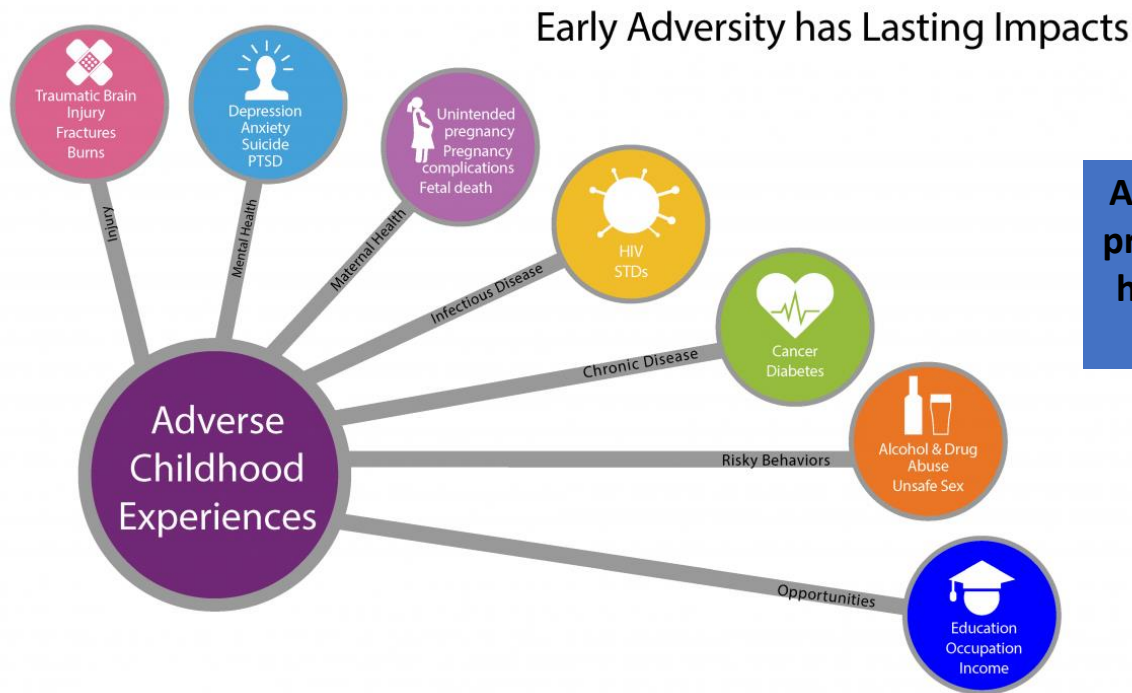 Early Adversity has Lasting Impacts
Traumatic Brain
Injury
Fractures
Burns
Depression
Anxiety
Suicide
PTSD
Unintended
pregnancy
Pregnancy
complications
Fetal death
HIV
STDs
Cancer
Diabetes
Alcohol & Drug
Abuse
Unsafe Sex
Education
Occupation
Income
Injury
Mental Health
Maternal Health
Infectious Disease
Chronic Disease
Risky Behaviors
Opportunities
Adverse
Childhood
Experiences